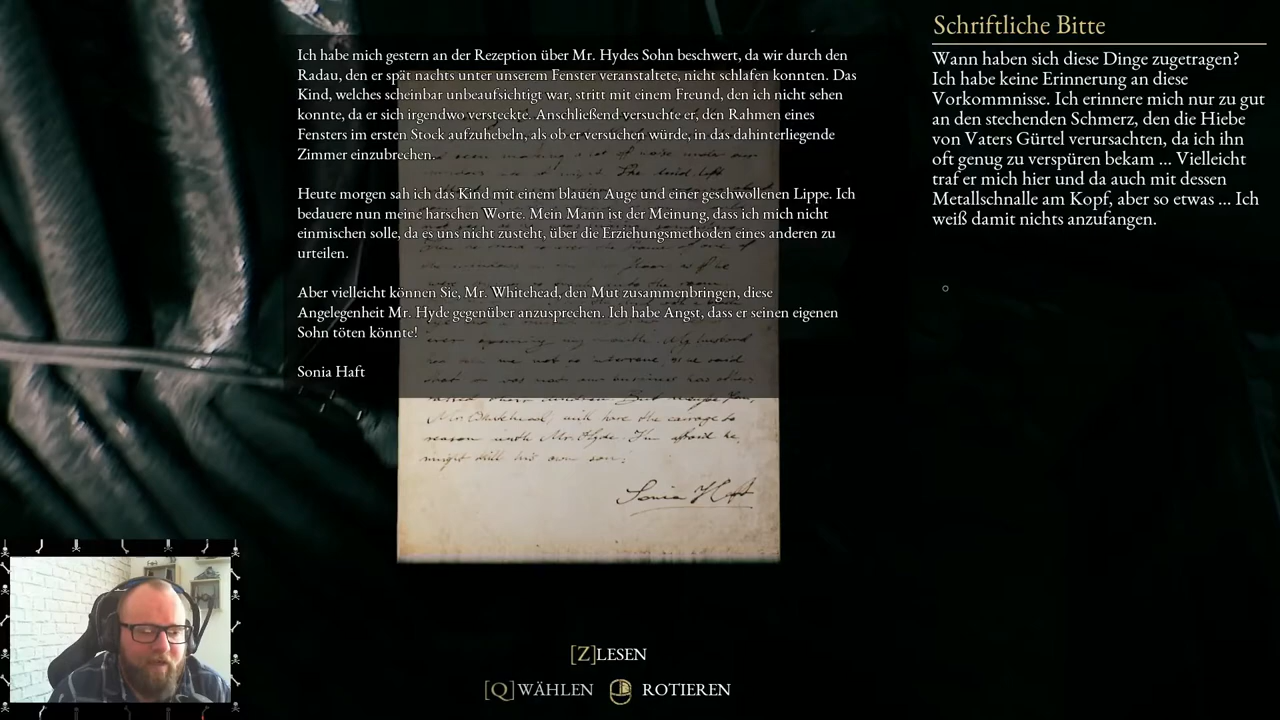 Ich habe mich gestern an der Rezeption über Mr. Hydes Sohn beschwert, da wir durch den
Radau, den er spät nachts unter unserem Fenster veranstaltete, nicht schlafen konnten. Das
Kind, welches scheinbar unbeaufsichtigt war, stritt mit einem Freund, den ich nicht sehen
konnte, da er sich irgendwo versteckte. Anschließend versuchte er, den Rahmen eines
Fensters im ersten Stock aufzuhebeln, als ob er versuchen würde, in das dahinterliegende
Zimmer einzubrechen.
Heute morgen sah ich das Kind mit einem blauen Auge und einer geschwollenen Lippe. Ich
bedauere nun meine harschen Worte. Mein Mann ist der Meinung, dass ich mich nicht
einmischen solle, da es uns nicht zusteht, über die Erziehungsmethoden eines anderen zu
urteilen.
Aber vielleicht können Sie, Mr. Whitehead, den Mut zusammenbringen, diese
Angelegenheit Mr. Hyde gegenüber anzusprechen. Ich habe Angst, dass er seinen eigenen
Sohn töten könnte!
Sonia Haft
Mr. Whitehead, will have the courage to
reason with Mr. Hyde. I'm afraid he
might kill his own son!
Sonia Haft
Schriftliche Bitte
Wann haben sich diese Dinge zugetragen?
Ich habe keine Erinnerung an diese
Vorkommnisse. Ich erinnere mich nur zu gut
an den stechenden Schmerz, den die Hiebe
von Vaters Gürtel verursachten, da ich ihn
oft genug zu verspüren bekam ... Vielleicht
traf er mich hier und da auch mit dessen
Metallschnalle am Kopf, aber so etwas ... Ich
weiß damit nichts anzufangen.
[Z]LESEN
[Q]WÄHLEN ROTIEREN